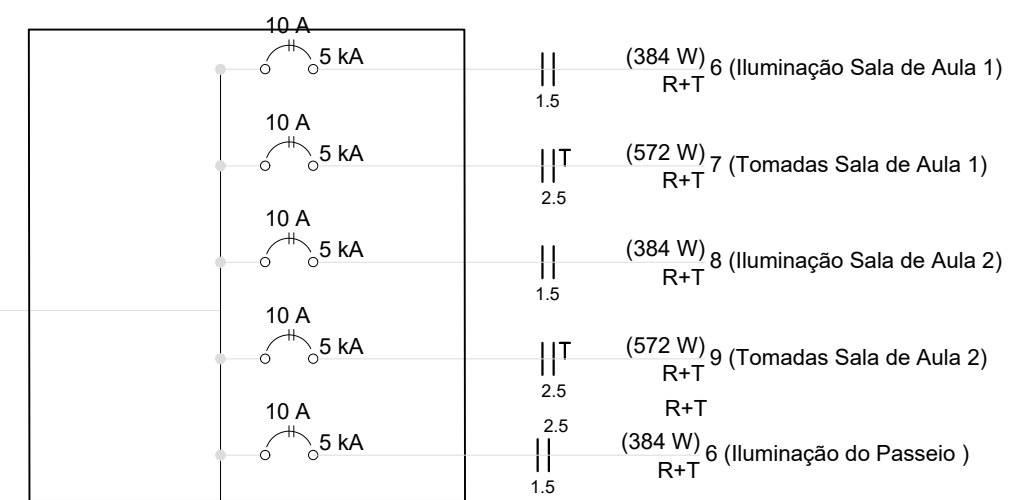 10 A
5 kA
1.5
(384 W)
R+T
6 (Iluminação Sala de Aula 1)
10 A
5 kA
T
2.5
(572 W)
R+T
7 (Tomadas Sala de Aula 1)
10 A
5 kA
1.5
(384 W)
R+T
8 (Iluminação Sala de Aula 2)
10 A
5 kA
T
2.5
(572 W)
R+T
9 (Tomadas Sala de Aula 2)
R+T
2.5
10 A
5 kA
1.5
(384 W)
R+T
6 (Iluminação do Passeio )